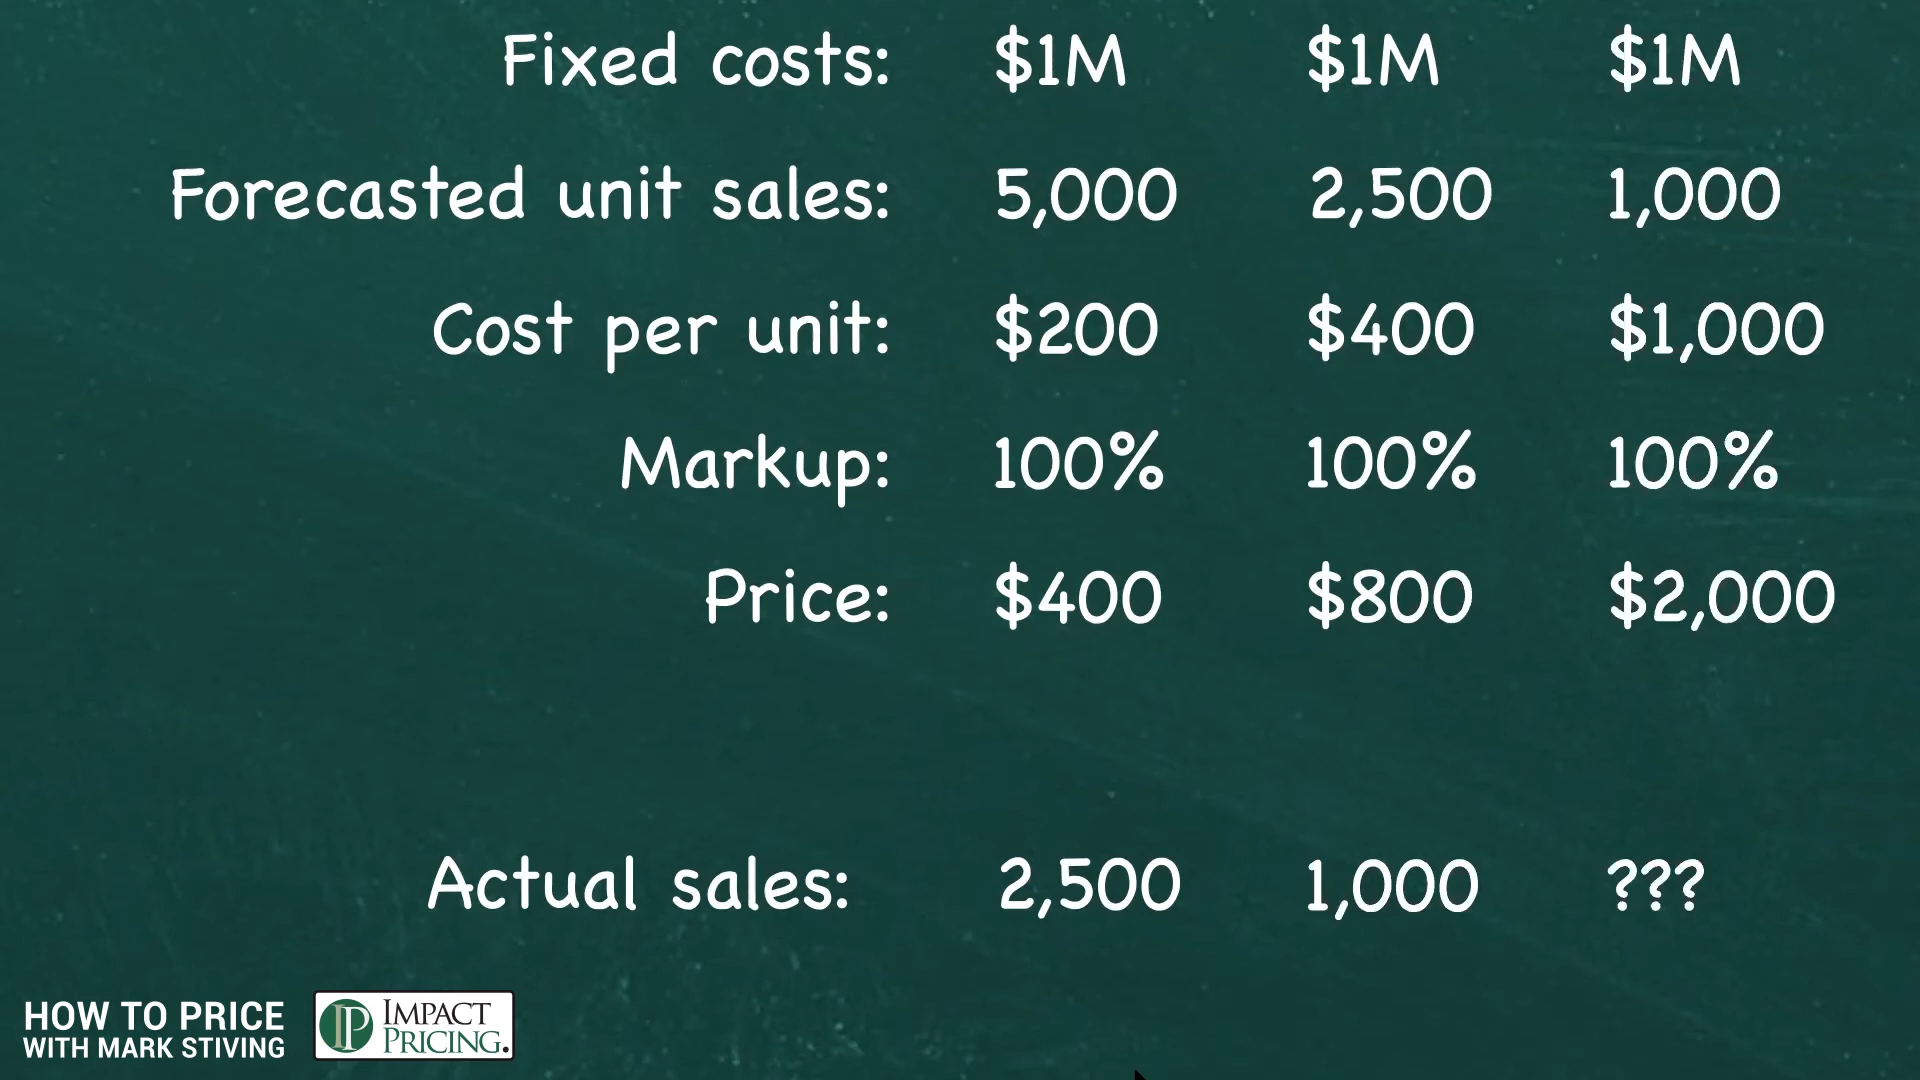 Fixed costs: $1M $1M $1M
Forecasted unit sales: 5,000 2,500 1,000
Cost per unit: $200 $400 $1,000
Markup: 100% 100% 100%
Price: $400 $800 $2,000
Actual sales: 2,500 1,000 ???
HOW TO PRICE
WITH MARK STIVING
IP IMPACT
PRICING.